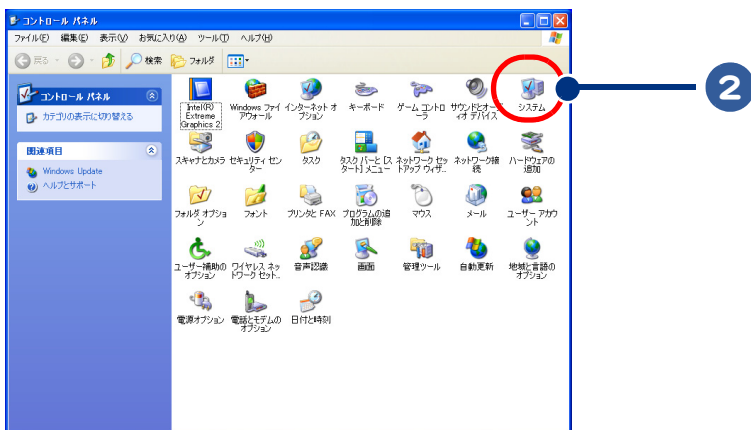 コントロール パネル
ファイル(F) 編集(E) 表示(V) お気に入り(A) ツール(T) ヘルプ(H)
戻る 検索 フォルダ
コントロール パネル
カテゴリの表示に切り替える
関連項目
Windows Update
ヘルプとサポート
Intel(R)
Extreme
Graphics 2
Windows ファイ
アウォール
インターネット オ
プション
キーボード
ゲーム コントロ
ーラ
サウンドとオーデ
ィオ デバイス
システム
2
スキャナとカメラ
セキュリティ セン
ター
タスク
タスク バーと [ス
タート] メニュー
ネットワーク セッ
トアップ ウィザ...
ネットワーク接
続
ハードウェアの
追加
フォルダ オプショ
ン
フォント
プリンタと FAX
プログラムの追
加と削除
マウス
メール
ユーザー アカウ
ント
ユーザー補助の
オプション
ワイヤレス ネッ
トワーク セット...
音声認識
画面
管理ツール
自動更新
地域と言語の
オプション
電源オプション
電話とモデムの
オプション
日付と時刻